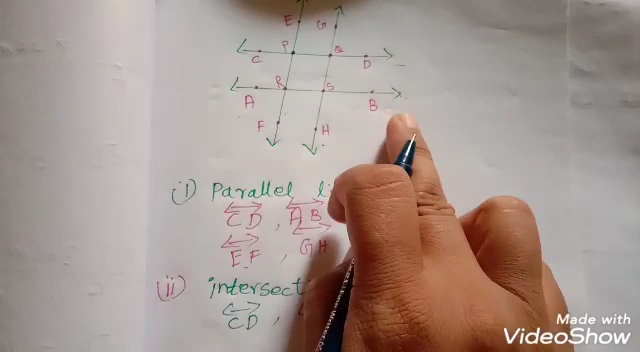 E G
P Q
C D
R S
A B
F H
(i) Parallel
CD , AB
EF , GH
(ii) intersect
CD ,
Made with
VideoShow